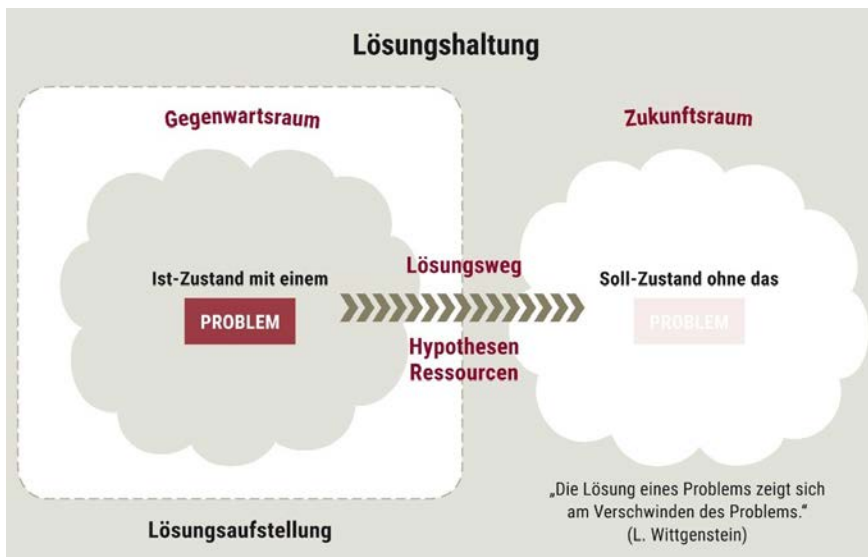 Lösungshaltung
Gegenwartsraum
Zukunftsraum
Ist-Zustand mit einem
PROBLEM
Lösungsweg
Hypothesen
Ressourcen
Soll-Zustand ohne das
PROBLEM
„Die Lösung eines Problems zeigt sich
am Verschwinden des Problems.“
(L. Wittgenstein)
Lösungsaufstellung